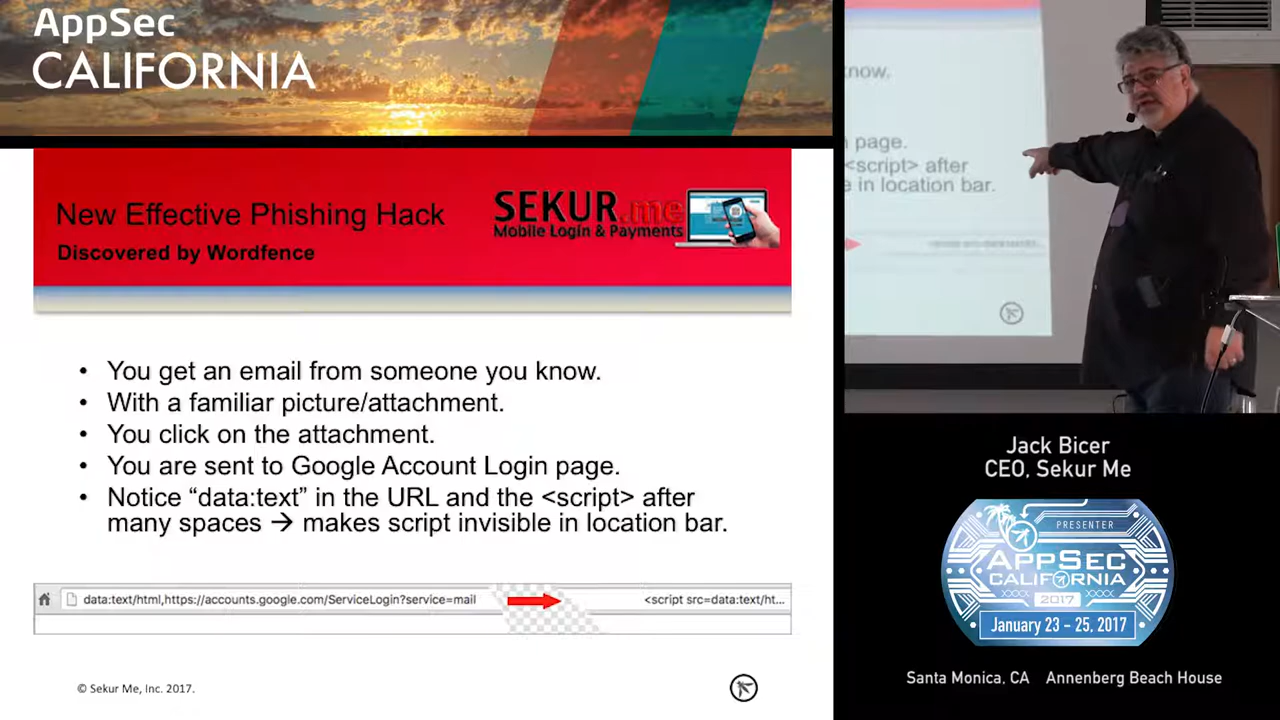 AppSec
CALIFORNIA
New Effective Phishing Hack
Discovered by Wordfence
SEKUR.me
Mobile Login & Payments
• You get an email from someone you know.
• With a familiar picture/attachment.
• You click on the attachment.
• You are sent to Google Account Login page.
• Notice “data:text” in the URL and the <script> after
many spaces → makes script invisible in location bar.
data:text/html,https://accounts.google.com/ServiceLogin?service=mail
<script src=data:text/ht...
© Sekur Me, Inc. 2017.
know.
page.
<script> after
e in location bar.
Jack Bicer
CEO, Sekur Me
PRESENTER
APPSEC
CALIFORNIA
2017
January 23 - 25, 2017
Santa Monica, CA Annenberg Beach House